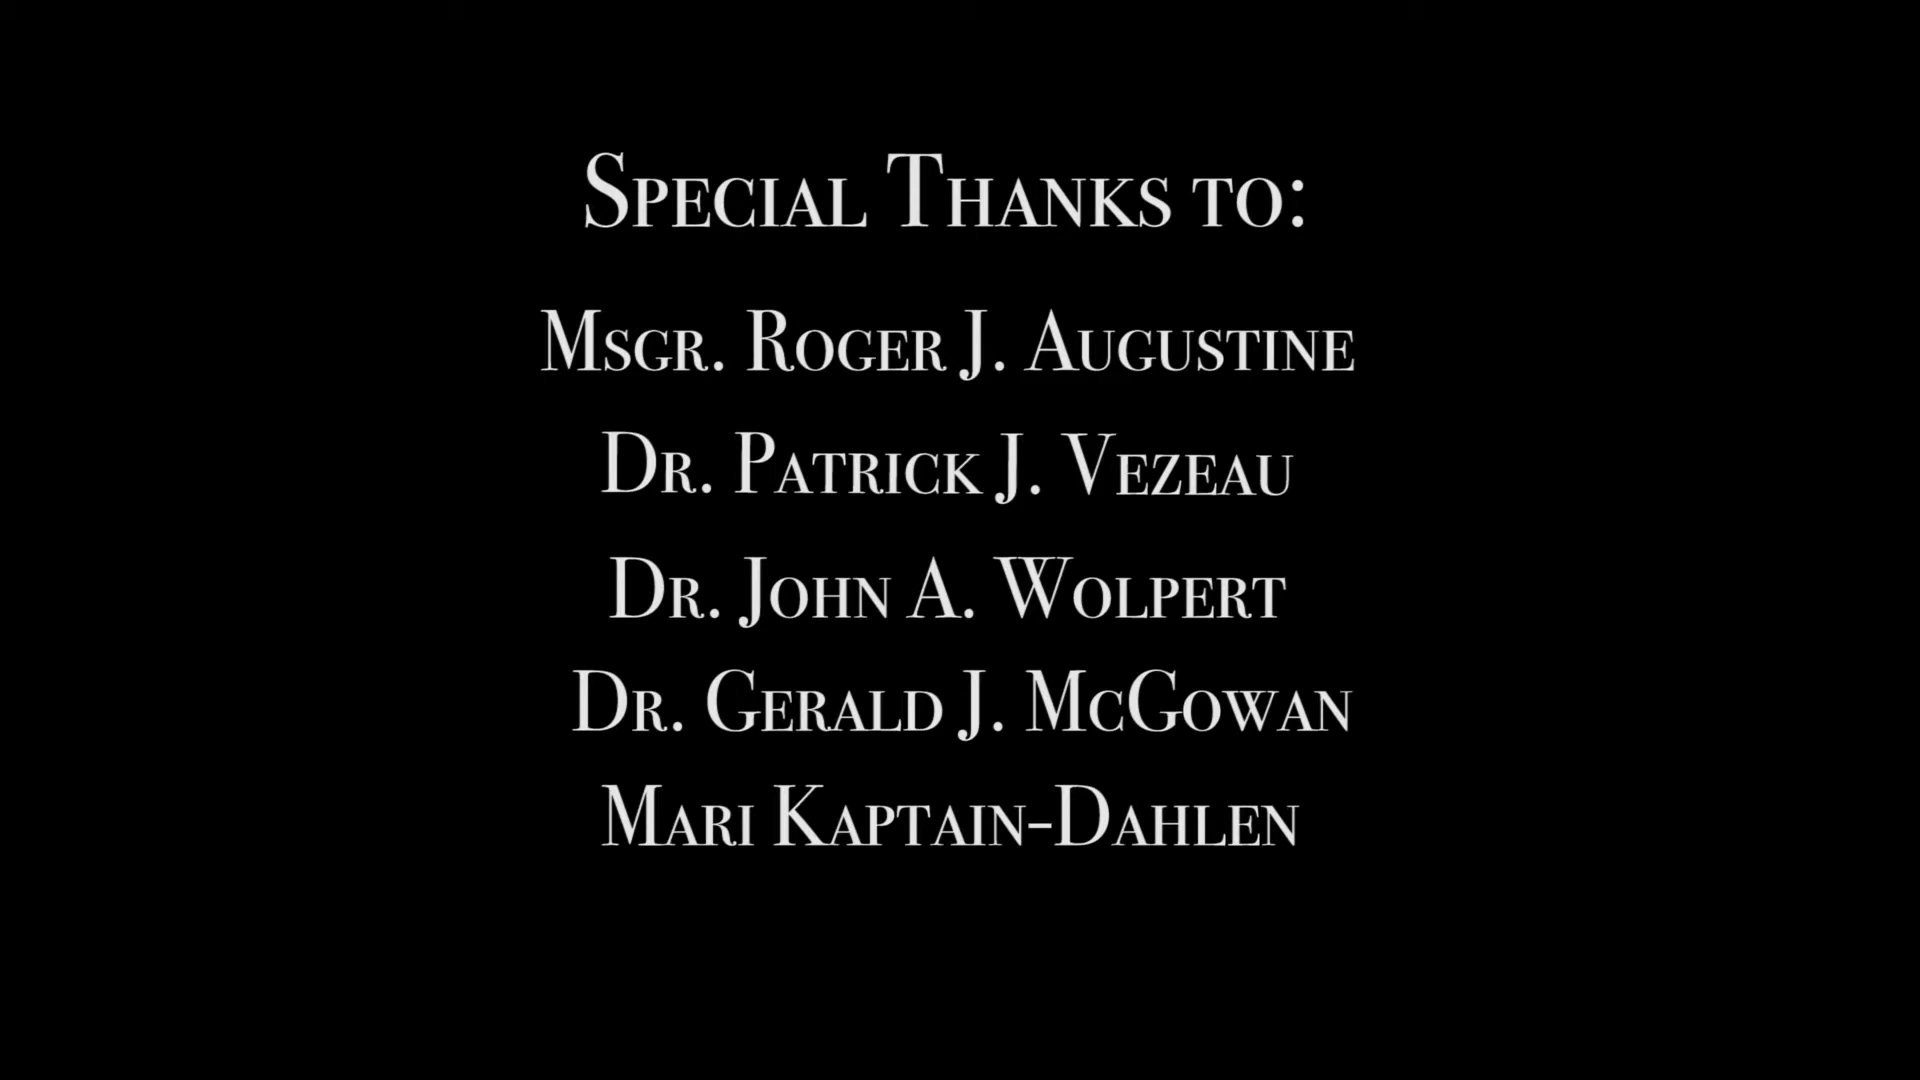 Special Thanks to:
Msgr. Roger J. Augustine
Dr. Patrick J. Vezeau
Dr. John A. Wolpert
Dr. Gerald J. McGowan
Mari Kaptain-Dahlen